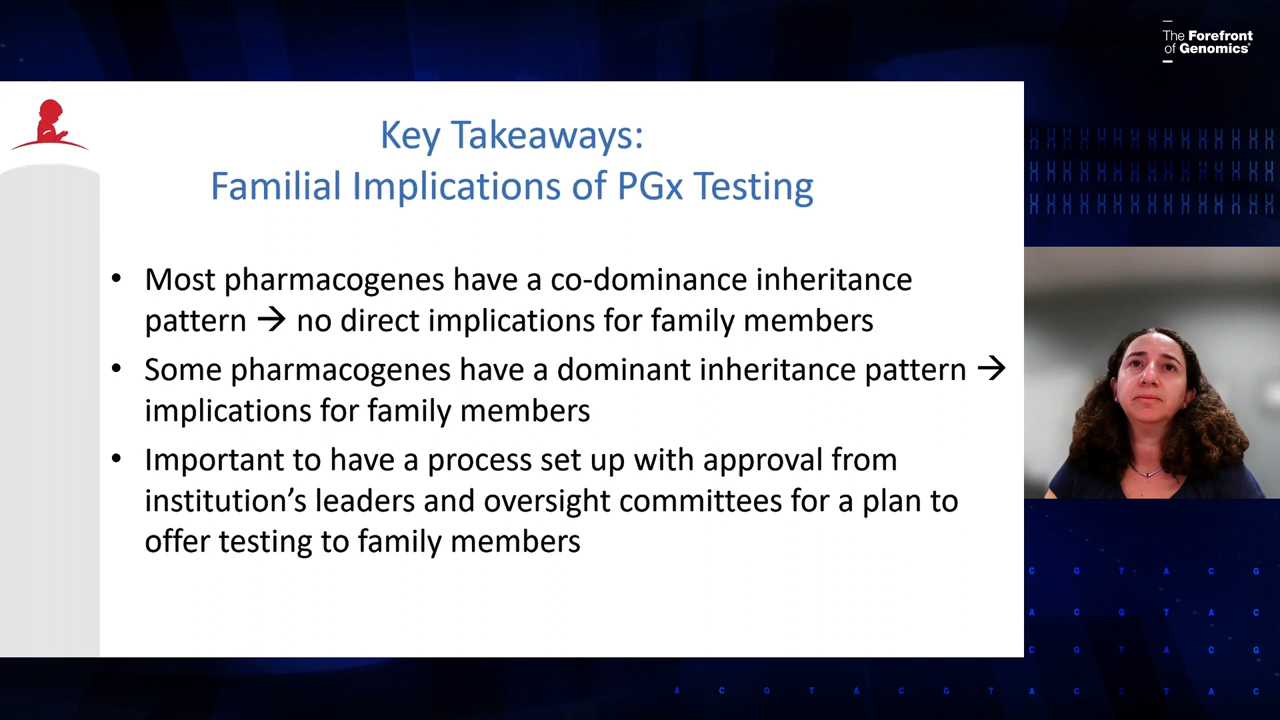 The Forefront
of Genomics®
Key Takeaways:
Familial Implications of PGx Testing
• Most pharmacogenes have a co-dominance inheritance
pattern → no direct implications for family members
• Some pharmacogenes have a dominant inheritance pattern →
implications for family members
• Important to have a process set up with approval from
institution’s leaders and oversight committees for a plan to
offer testing to family members
C G T A C G
A C G T A C
C G T A C G
A C G T A C G T A C G T A C